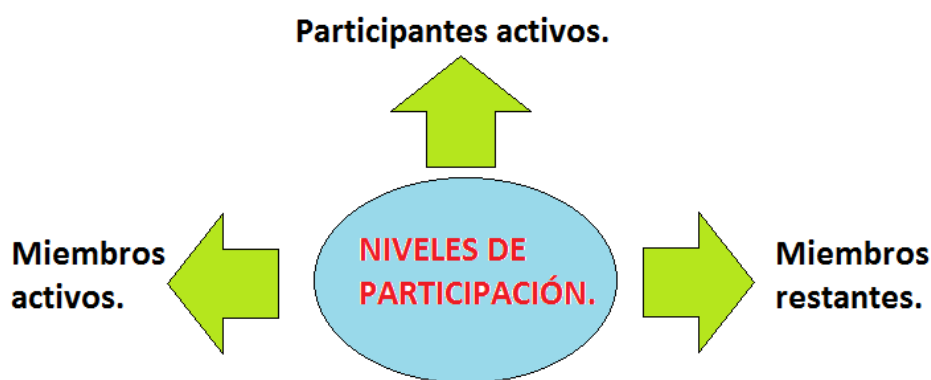 Participantes activos.
Miembros
activos.
NIVELES DE
PARTICIPACIÓN.
Miembros
restantes.